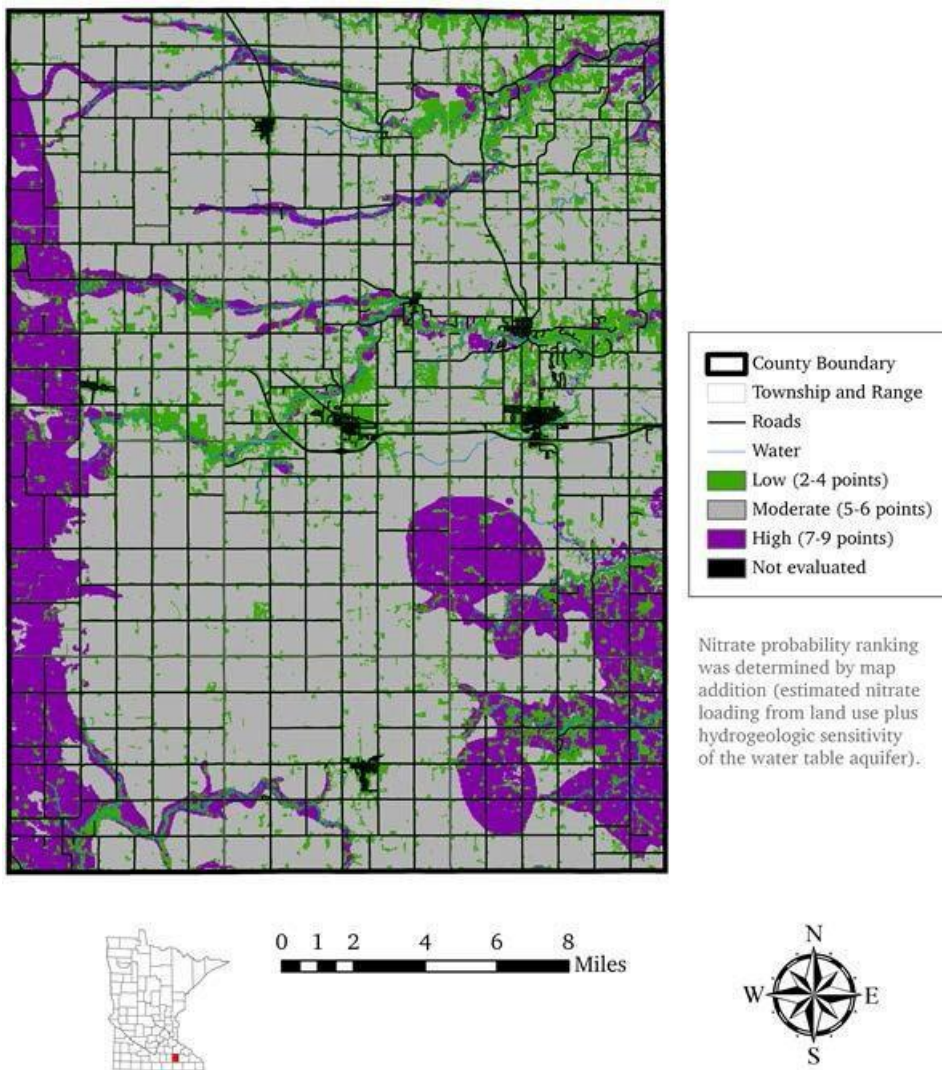 County Boundary
Township and Range
Roads
Water
Low (2-4 points)
Moderate (5-6 points)
High (7-9 points)
Not evaluated
Nitrate probability ranking
was determined by map
addition (estimated nitrate
loading from land use plus
hydrogeologic sensitivity
of the water table aquifer).
0 1 2 4 6 8
Miles
N
W E
S